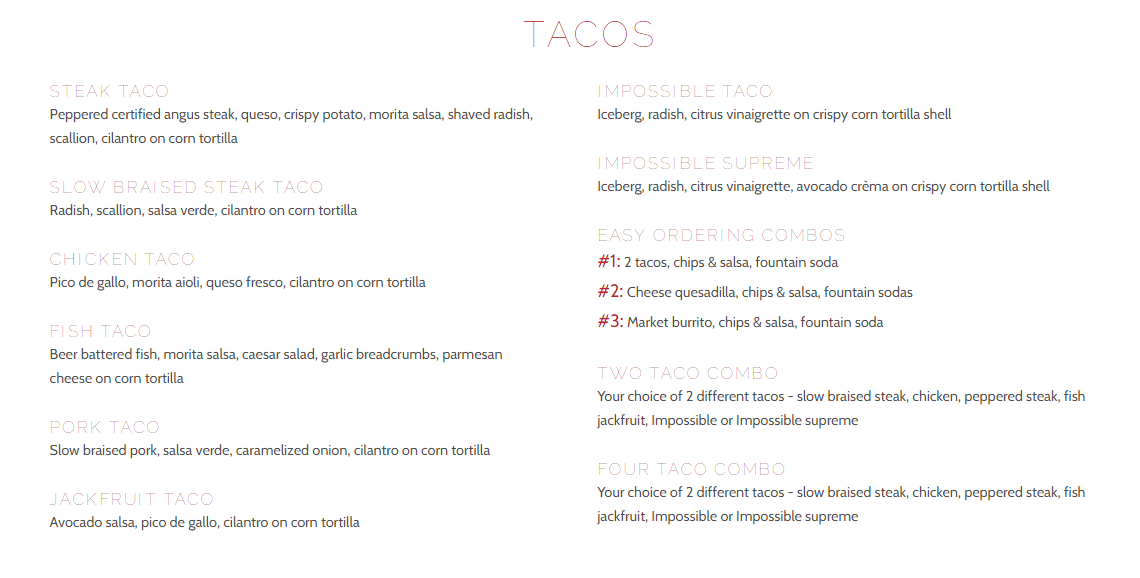 TACOS
STEAK TACO
Peppered certified angus steak, queso, crispy potato, morita salsa, shaved radish,
scallion, cilantro on corn tortilla
SLOW BRAISED STEAK TACO
Radish, scallion, salsa verde, cilantro on corn tortilla
CHICKEN TACO
Pico de gallo, morita aioli, queso fresco, cilantro on corn tortilla
FISH TACO
Beer battered fish, morita salsa, caesar salad, garlic breadcrumbs, parmesan
cheese on corn tortilla
PORK TACO
Slow braised pork, salsa verde, caramelized onion, cilantro on corn tortilla
JACKFRUIT TACO
Avocado salsa, pico de gallo, cilantro on corn tortilla
IMPOSSIBLE TACO
Iceberg, radish, citrus vinaigrette on crispy corn tortilla shell
IMPOSSIBLE SUPREME
Iceberg, radish, citrus vinaigrette, avocado crèma on crispy corn tortilla shell
EASY ORDERING COMBOS
#1: 2 tacos, chips & salsa, fountain soda
#2: Cheese quesadilla, chips & salsa, fountain sodas
#3: Market burrito, chips & salsa, fountain soda
TWO TACO COMBO
Your choice of 2 different tacos - slow braised steak, chicken, peppered steak, fish
jackfruit, Impossible or Impossible supreme
FOUR TACO COMBO
Your choice of 2 different tacos - slow braised steak, chicken, peppered steak, fish
jackfruit, Impossible or Impossible supreme